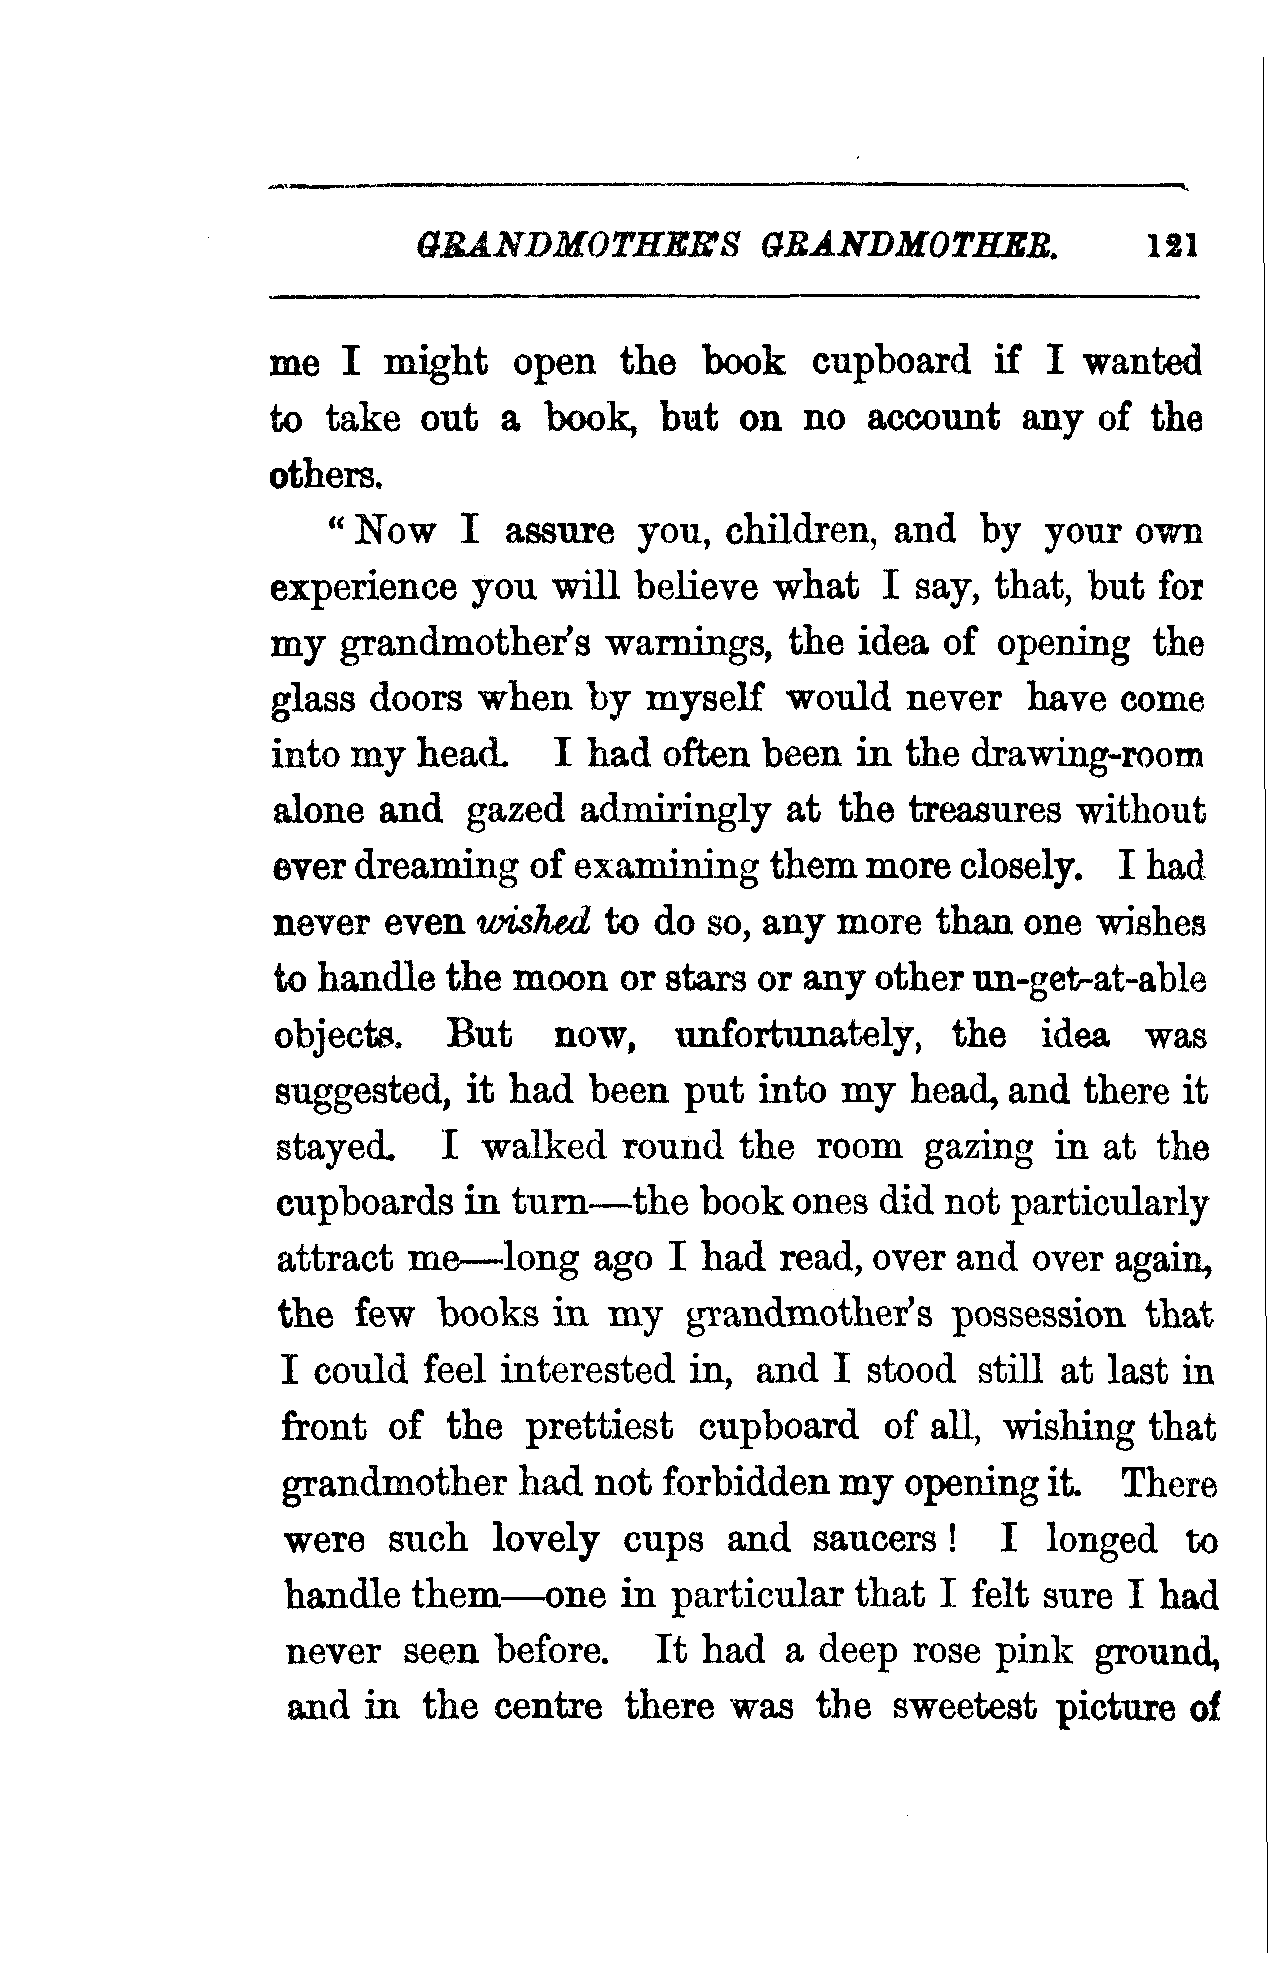 GRANDMOTHER'S GRANDMOTHER. 121
me I might open the book cupboard if I wanted
to take out a book, but on no account any of the
others.
"Now I assure you, children, and by your own
experience you will believe what I say, that, but for
my grandmother's warnings, the idea of opening the
glass doors when by myself would never have come
into my head. I had often been in the drawing-room
alone and gazed admiringly at the treasures without
ever dreaming of examining them more closely. I had
never even wished to do so, any more than one wishes
to handle the moon or stars or any other un-get-at-able
objects. But now, unfortunately, the idea was
suggested, it had been put into my head, and there it
stayed. I walked round the room gazing in at the
cupboards in turn—the book ones did not particularly
attract me—long ago I had read, over and over again,
the few books in my grandmother's possession that
I could feel interested in, and I stood still at last in
front of the prettiest cupboard of all, wishing that
grandmother had not forbidden my opening it. There
were such lovely cups and saucers! I longed to
handle them—one in particular that I felt sure I had
never seen before. It had a deep rose pink ground,
and in the centre there was the sweetest picture of